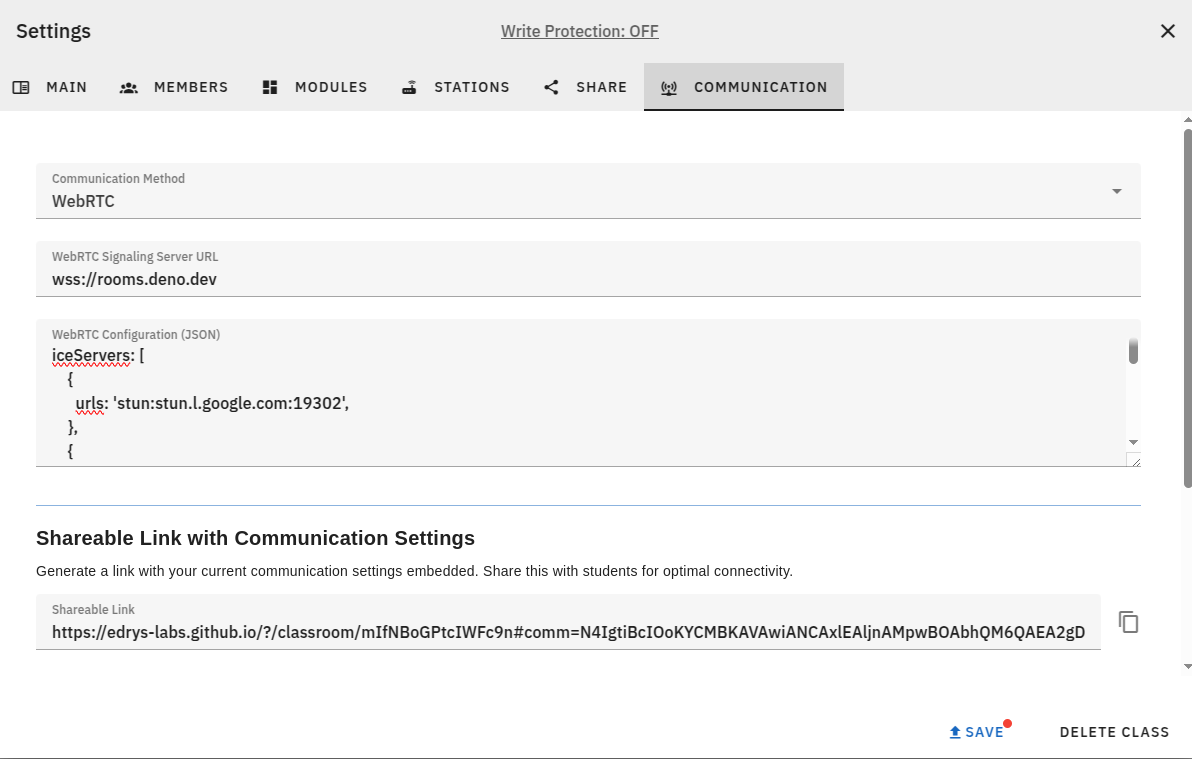 Settings
Write Protection: OFF
MAIN
MEMBERS
MODULES
STATIONS
SHARE
COMMUNICATION
Communication Method
WebRTC
WebRTC Signaling Server URL
wss://rooms.deno.dev
WebRTC Configuration (JSON)
iceServers: [
{
urls: 'stun:stun.l.google.com:19302',
},
{
Shareable Link with Communication Settings
Generate a link with your current communication settings embedded. Share this with students for optimal connectivity.
Shareable Link
https://edrys-labs.github.io/?/classroom/mIfNBoGPtcIWFc9n#comm=N4IgtiBcIOoKYCMBKAVAwiANCAxlEAljnAMpwBOAbhQM6QAEA2gD
SAVE
DELETE CLASS